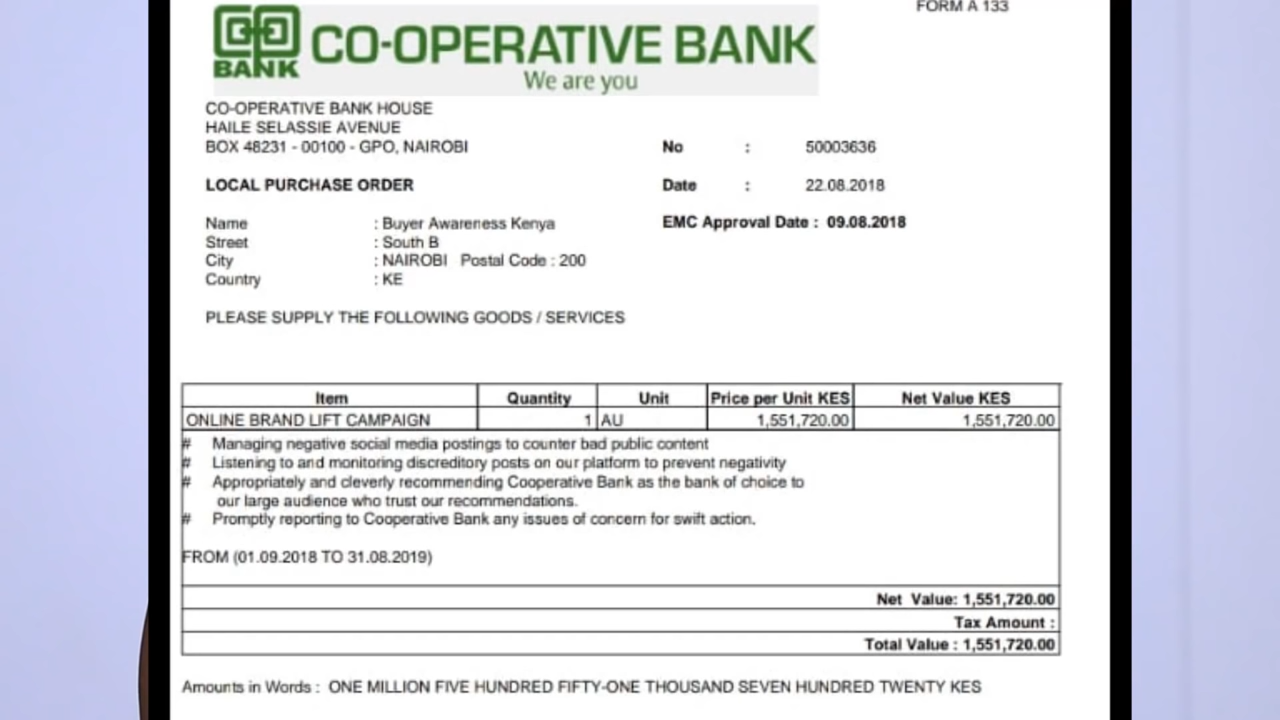 FORM A 133
CO-OPERATIVE BANK
BANK
We are you
CO-OPERATIVE BANK HOUSE
HAILE SELASSIE AVENUE
BOX 48231 - 00100 - GPO, NAIROBI
No : 50003636
LOCAL PURCHASE ORDER
Date : 22.08.2018
Name : Buyer Awareness Kenya
EMC Approval Date : 09.08.2018
Street : South B
City : NAIROBI Postal Code : 200
Country : KE
PLEASE SUPPLY THE FOLLOWING GOODS / SERVICES
Item Quantity Unit Price per Unit KES Net Value KES
ONLINE BRAND LIFT CAMPAIGN 1 AU 1,551,720.00 1,551,720.00
# Managing negative social media postings to counter bad public content
# Listening to and monitoring discreditory posts on our platform to prevent negativity
# Appropriately and cleverly recommending Cooperative Bank as the bank of choice to
our large audience who trust our recommendations.
# Promptly reporting to Cooperative Bank any issues of concern for swift action.
FROM (01.09.2018 TO 31.08.2019)
Net Value: 1,551,720.00
Tax Amount :
Total Value : 1,551,720.00
Amounts in Words : ONE MILLION FIVE HUNDRED FIFTY-ONE THOUSAND SEVEN HUNDRED TWENTY KES